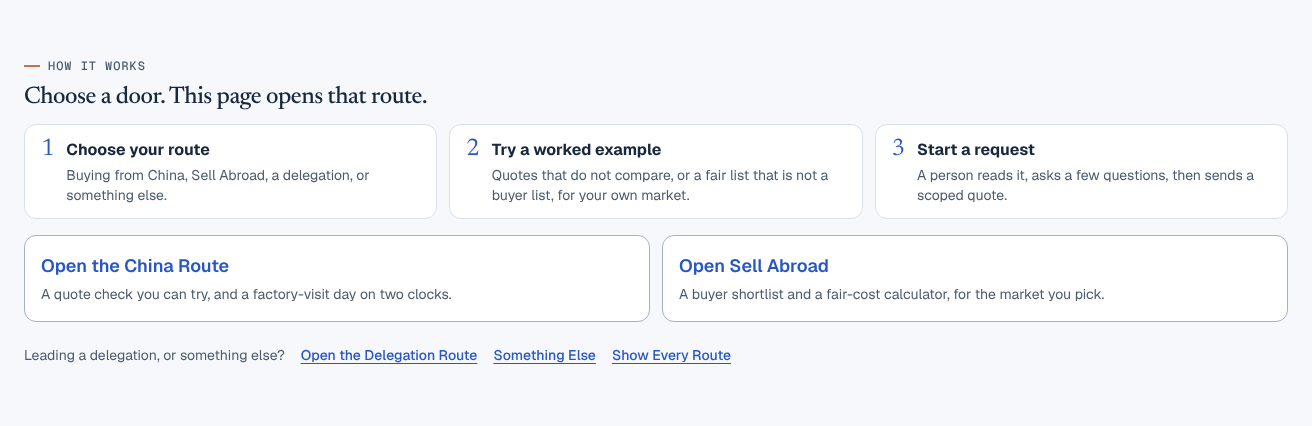 HOW IT WORKS
Choose a door. This page opens that route.
1 Choose your route
Buying from China, Sell Abroad, a delegation, or
something else.
2 Try a worked example
Quotes that do not compare, or a fair list that is not a
buyer list, for your own market.
3 Start a request
A person reads it, asks a few questions, then sends a
scoped quote.
Open the China Route
A quote check you can try, and a factory-visit day on two clocks.
Open Sell Abroad
A buyer shortlist and a fair-cost calculator, for the market you pick.
Leading a delegation, or something else? Open the Delegation Route Something Else Show Every Route